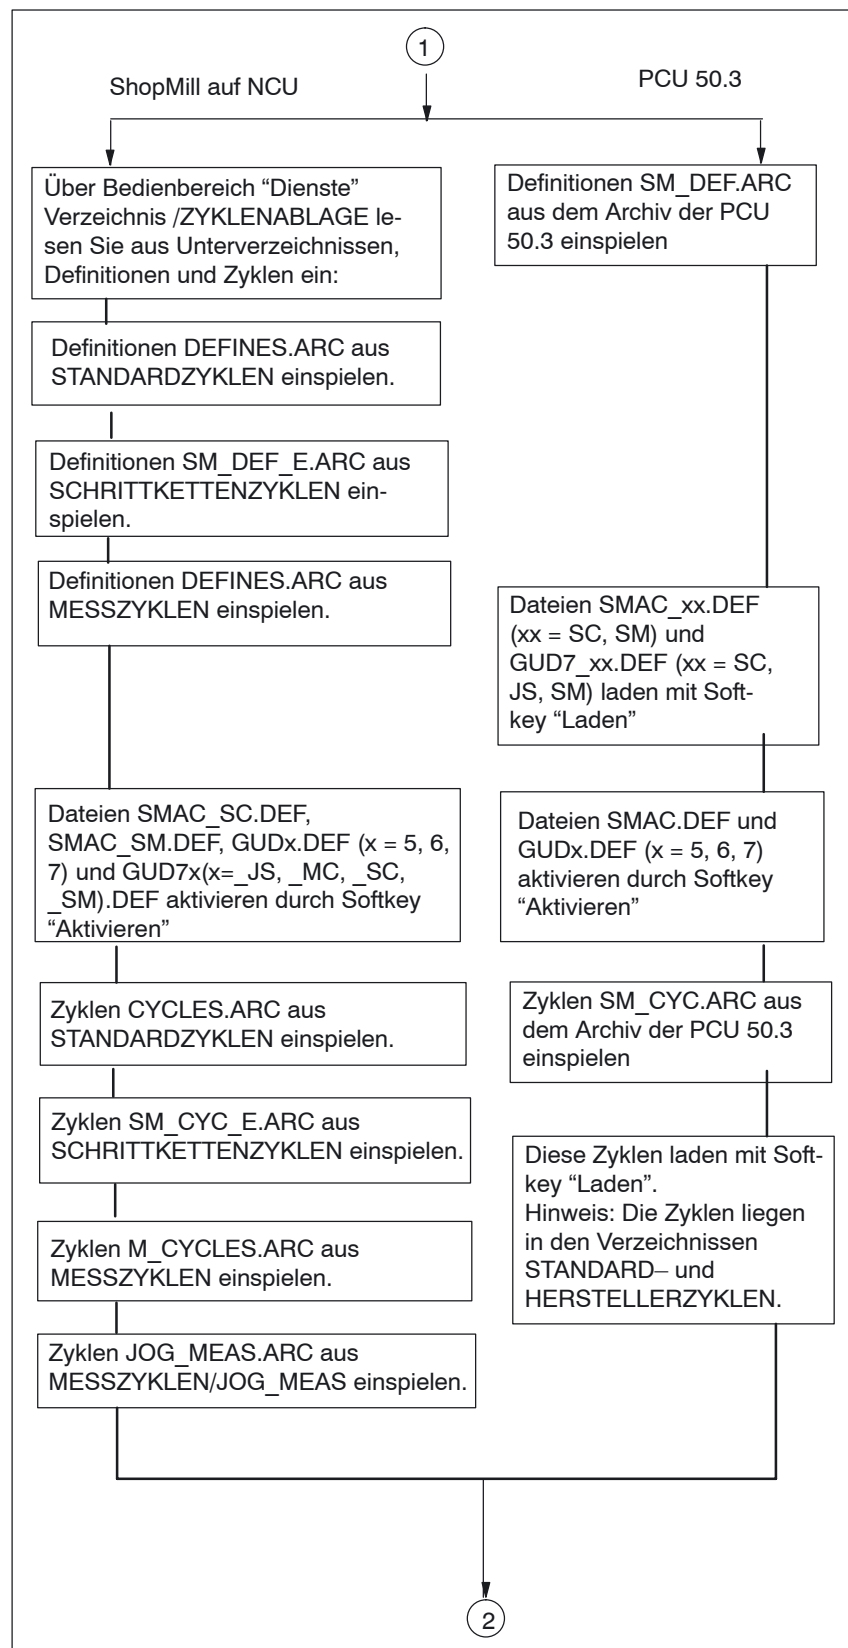 1
ShopMill auf NCU
PCU 50.3
Über Bedienbereich “Dienste”
Verzeichnis /ZYKLENABLAGE le-
sen Sie aus Unterverzeichnissen,
Definitionen und Zyklen ein:
Definitionen DEFINES.ARC aus
STANDARDZYKLEN einspielen.
Definitionen SM_DEF_E.ARC aus
SCHRITTKETTENZYKLEN ein-
spielen.
Definitionen DEFINES.ARC aus
MESSZYKLEN einspielen.
Dateien SMAC_SC.DEF,
SMAC_SM.DEF, GUDx.DEF (x = 5, 6,
7) und GUD7x(x=_JS, _MC, _SC,
_SM).DEF aktivieren durch Softkey
“Aktivieren”
Zyklen CYCLES.ARC aus
STANDARDZYKLEN einspielen.
Zyklen SM_CYC_E.ARC aus
SCHRITTKETTENZYKLEN einspielen.
Zyklen M_CYCLES.ARC aus
MESSZYKLEN einspielen.
Zyklen JOG_MEAS.ARC aus
MESSZYKLEN/JOG_MEAS einspielen.
Definitionen SM_DEF.ARC
aus dem Archiv der PCU
50.3 einspielen
Dateien SMAC_xx.DEF
(xx = SC, SM) und
GUD7_xx.DEF (xx = SC,
JS, SM) laden mit Soft-
key “Laden”
Dateien SMAC.DEF und
GUDx.DEF (x = 5, 6, 7)
aktivieren durch Softkey
“Aktivieren”
Zyklen SM_CYC.ARC aus
dem Archiv der PCU 50.3
einspielen
Diese Zyklen laden mit Soft-
key “Laden”.
Hinweis: Die Zyklen liegen
in den Verzeichnissen
STANDARD– und
HERSTELLERZYKLEN.
2